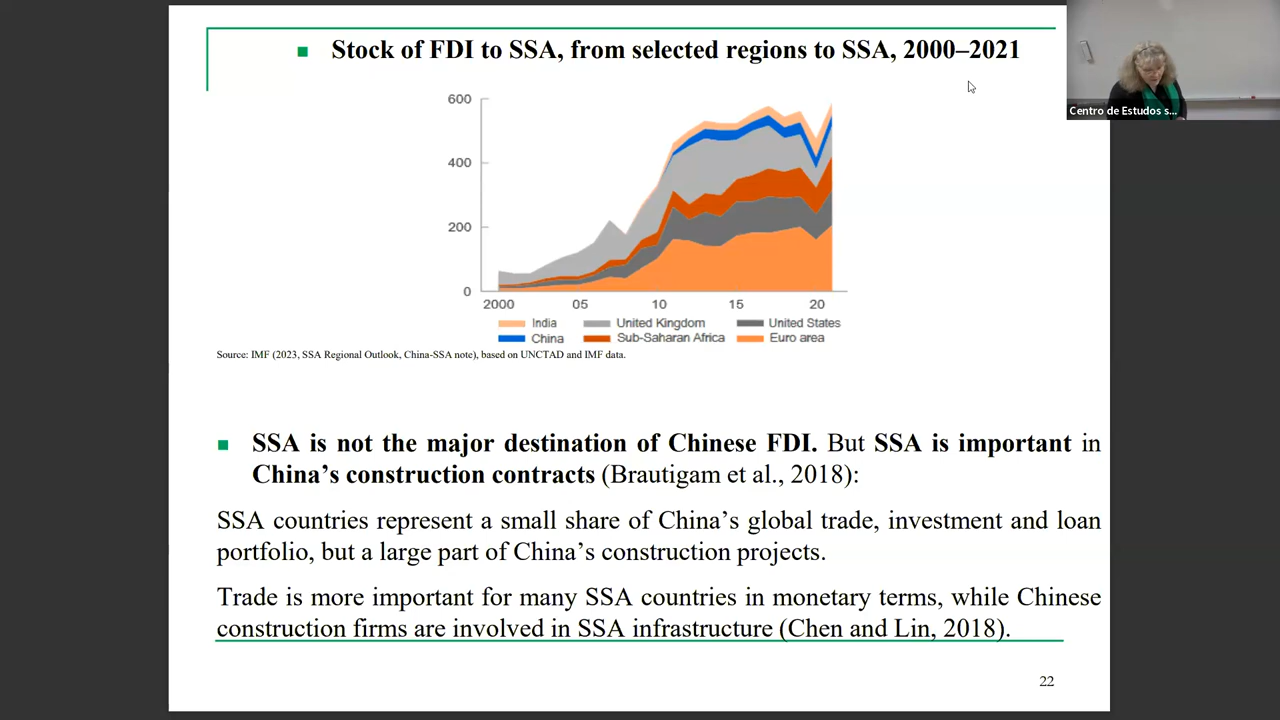 Stock of FDI to SSA, from selected regions to SSA, 2000–2021
Centro de Estudos s...
600
400
200
0
2000 05 10 15 20
India United Kingdom United States
China Sub-Saharan Africa Euro area
Source: IMF (2023, SSA Regional Outlook, China-SSA note), based on UNCTAD and IMF data.
SSA is not the major destination of Chinese FDI. But SSA is important in
China’s construction contracts (Brautigam et al., 2018):
SSA countries represent a small share of China’s global trade, investment and loan
portfolio, but a large part of China’s construction projects.
Trade is more important for many SSA countries in monetary terms, while Chinese
construction firms are involved in SSA infrastructure (Chen and Lin, 2018).
22